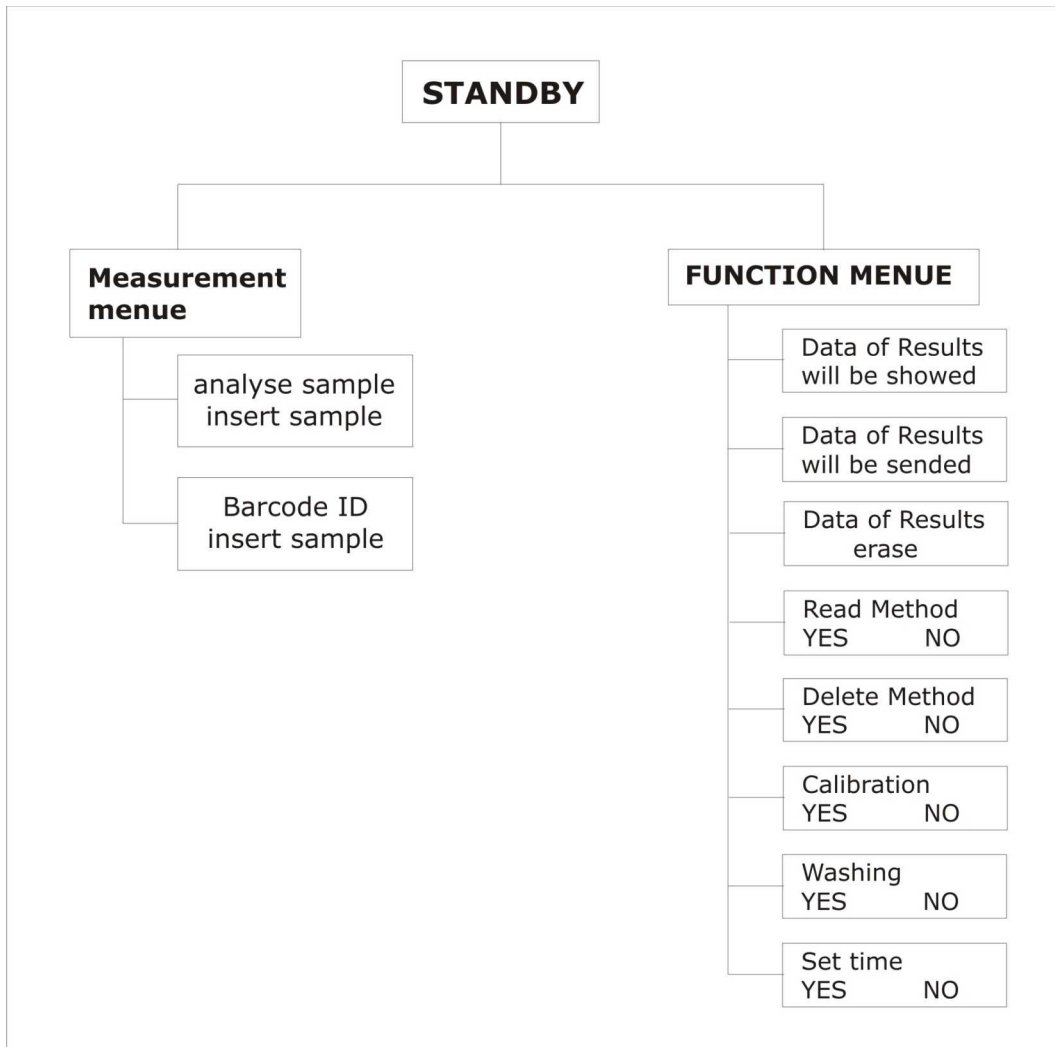 STANDBY
Measurement
menue
analyse sample
insert sample
Barcode ID
insert sample
FUNCTION MENUE
Data of Results
will be showed
Data of Results
will be sended
Data of Results
erase
Read Method
YES NO
Delete Method
YES NO
Calibration
YES NO
Washing
YES NO
Set time
YES NO